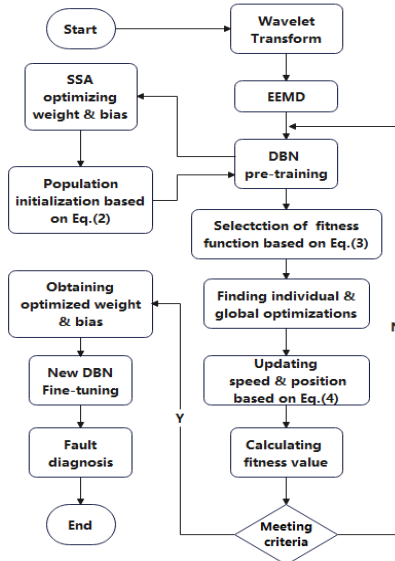 Start
Wavelet
Transform
SSA
optimizing
weight & bias
EEMD
DBN
pre-training
Population
initialization based
on Eq.(2)
Selectction of fitness
function based on Eq.(3)
Obtaining
optimized weight
& bias
Finding individual &
global optimizations
New DBN
Fine-tuning
Updating
speed & position
based on Eq.(4)
Y
Fault
diagnosis
Calculating
fitness value
End
Meeting
criteria